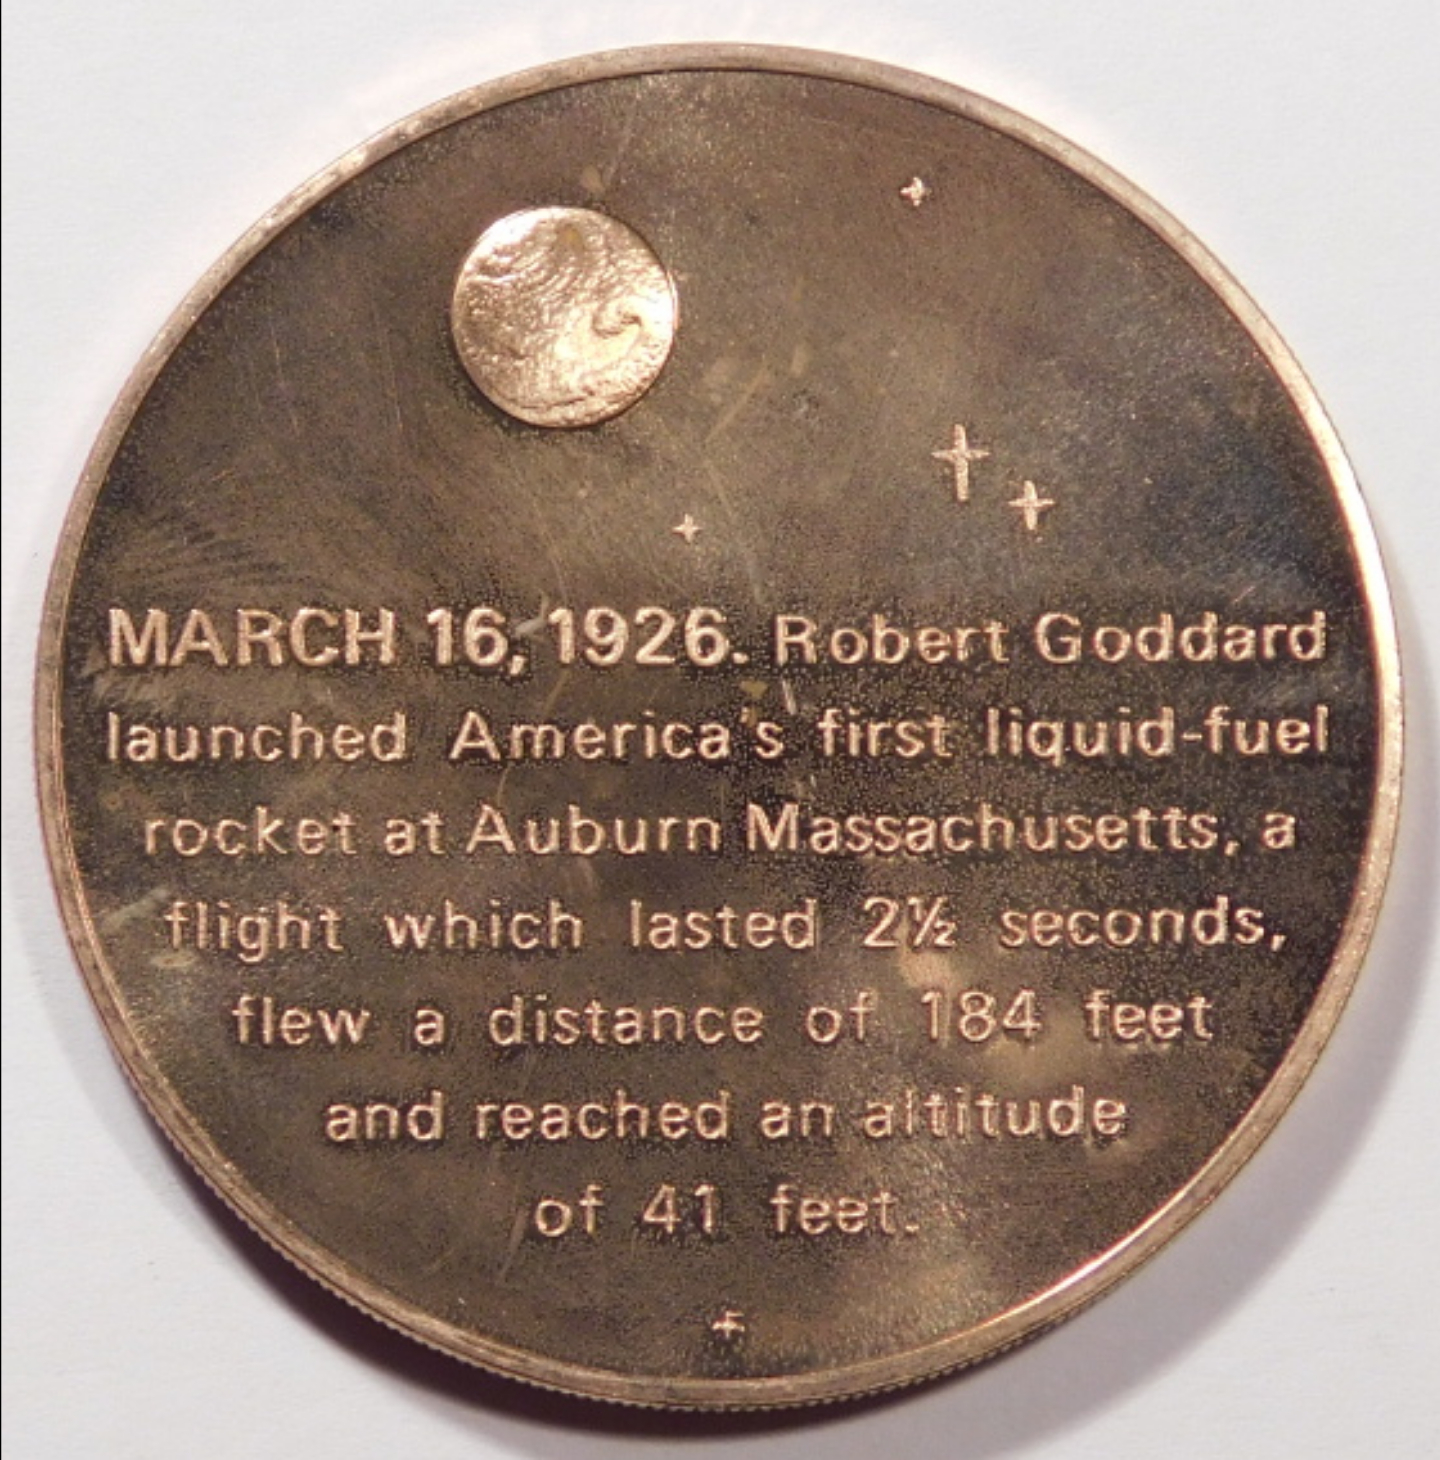 MARCH 16, 1926. Robert Goddard
launched America's first liquid-fuel
rocket at Auburn Massachusetts, a
flight which lasted 2½ seconds,
flew a distance of 184 feet
and reached an altitude
of 41 feet.